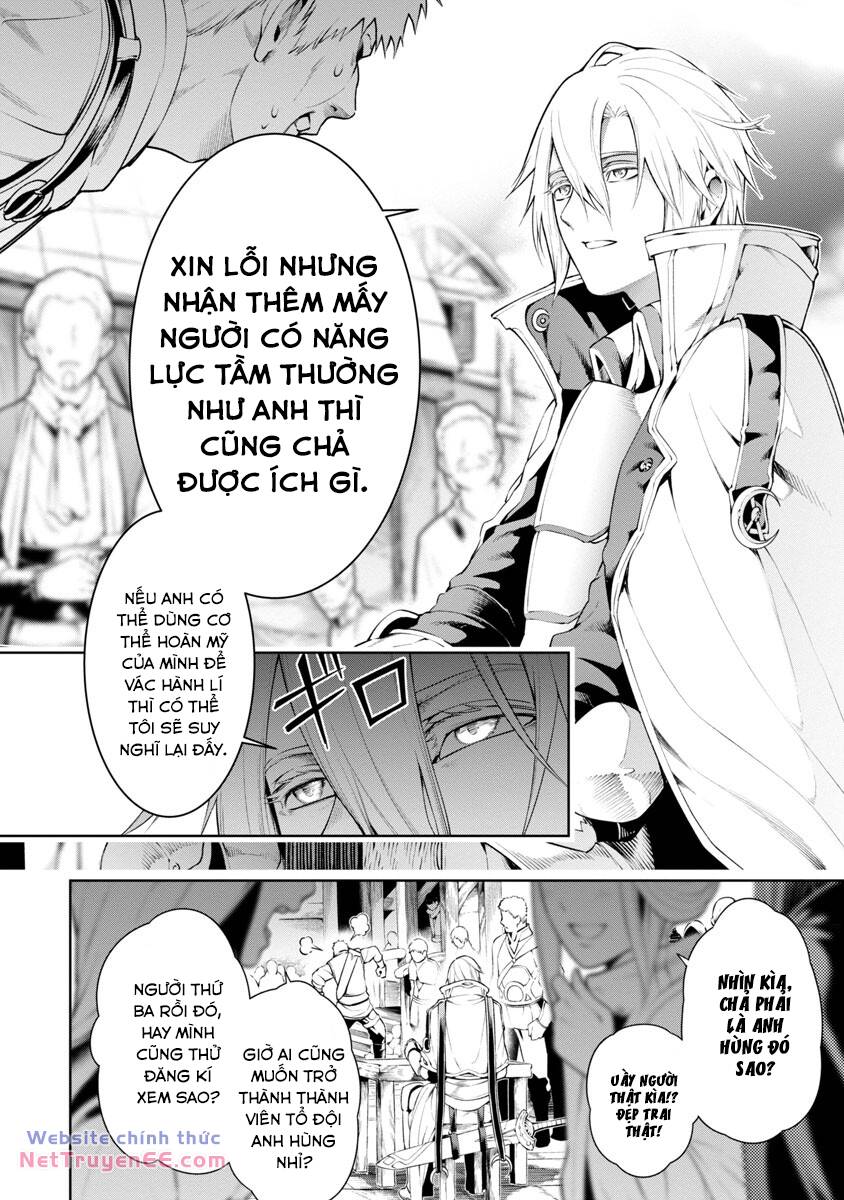 XIN LỖI NHƯNG
NHẬN THÊM MẤY
NGƯỜI CÓ NĂNG
LỰC TẦM THƯỜNG
NHƯ ANH THÌ
CŨNG CHẢ
ĐƯỢC ÍCH GÌ.
NẾU ANH CÓ
THỂ DÙNG CƠ
THỂ HOÀN MỸ
CỦA MÌNH ĐỂ
VÁC HÀNH LÍ
THÌ CÓ THỂ
TÔI SẼ SUY
NGHĨ LẠI ĐẤY.
ギロ
NHÌN KÌA,
CHẢ PHẢI
LÀ ANH
HÙNG ĐÓ
SAO?
UẦY NGƯỜI
THẬT KÌA!?
ĐẸP TRAI
THẬT!
GIỜ AI CŨNG
MUỐN TRỞ
THÀNH THÀNH
VIÊN TỔ ĐỘI
ANH HÙNG
NHỈ?
NGƯỜI THỨ
BA RỒI ĐÓ,
HAY MÌNH
CŨNG THỬ
ĐĂNG KÍ
XEM SAO?
Website chính thức
NetTruyenEE.com